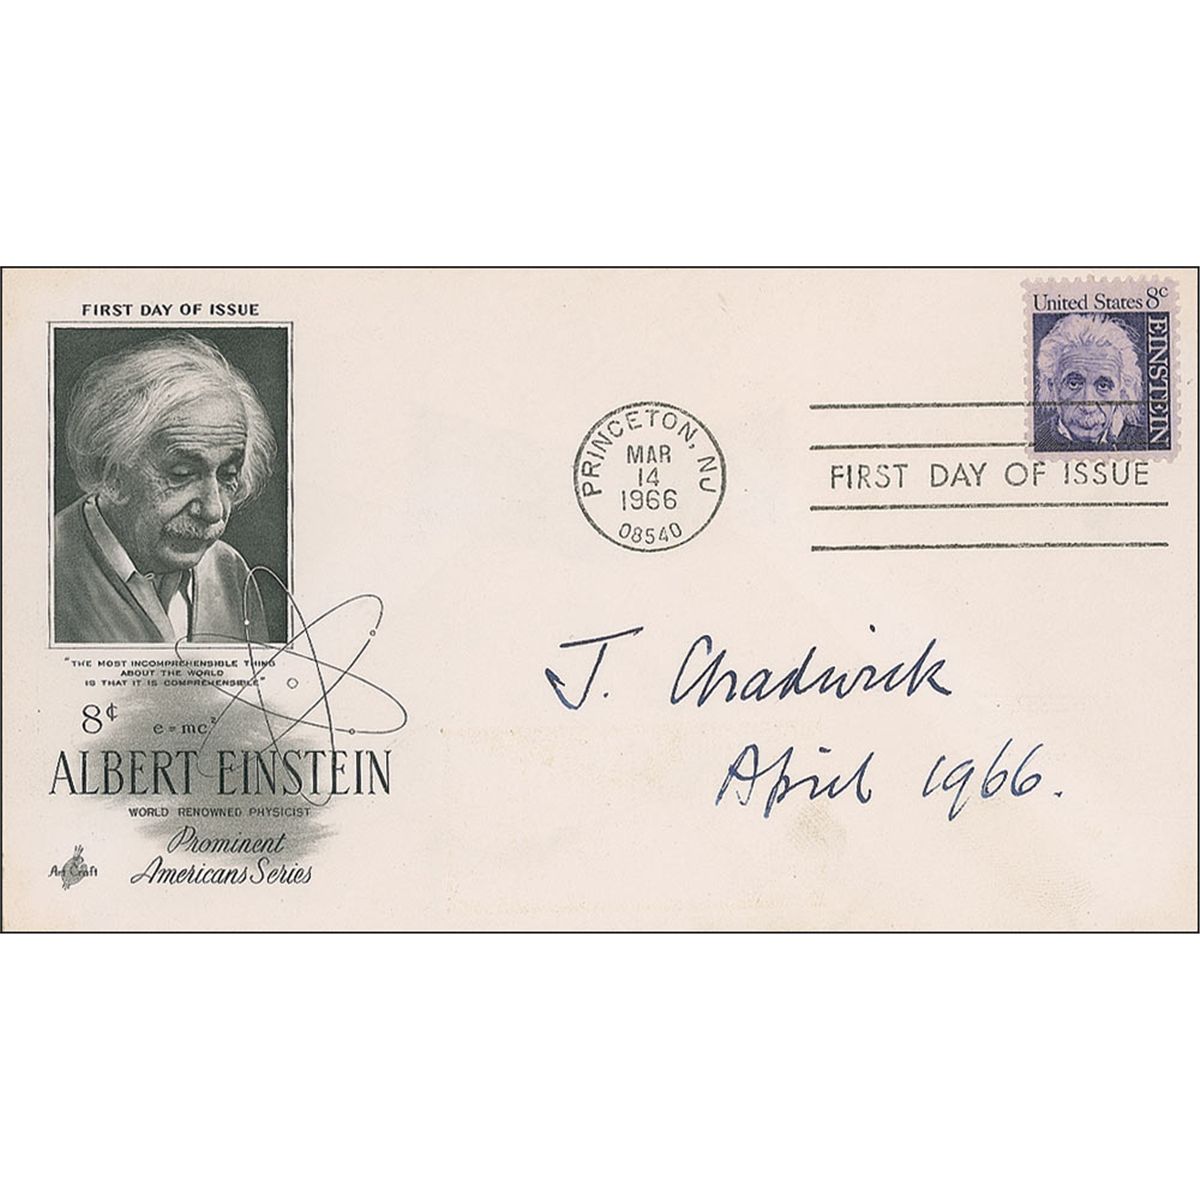 FIRST DAY OF ISSUE
"THE MOST INCOMPREHENSIBLE THING
ABOUT THE WORLD
IS THAT IT IS COMPREHENSIBLE"
8¢
e = mc²
ALBERT EINSTEIN
WORLD RENOWNED PHYSICIST
Prominent
Americans Series
Art Craft
PRINCETON, NJ
MAR
14
1966
08540
United States 8c
EINSTEIN
FIRST DAY OF ISSUE
J. Chadwick
April 1966.